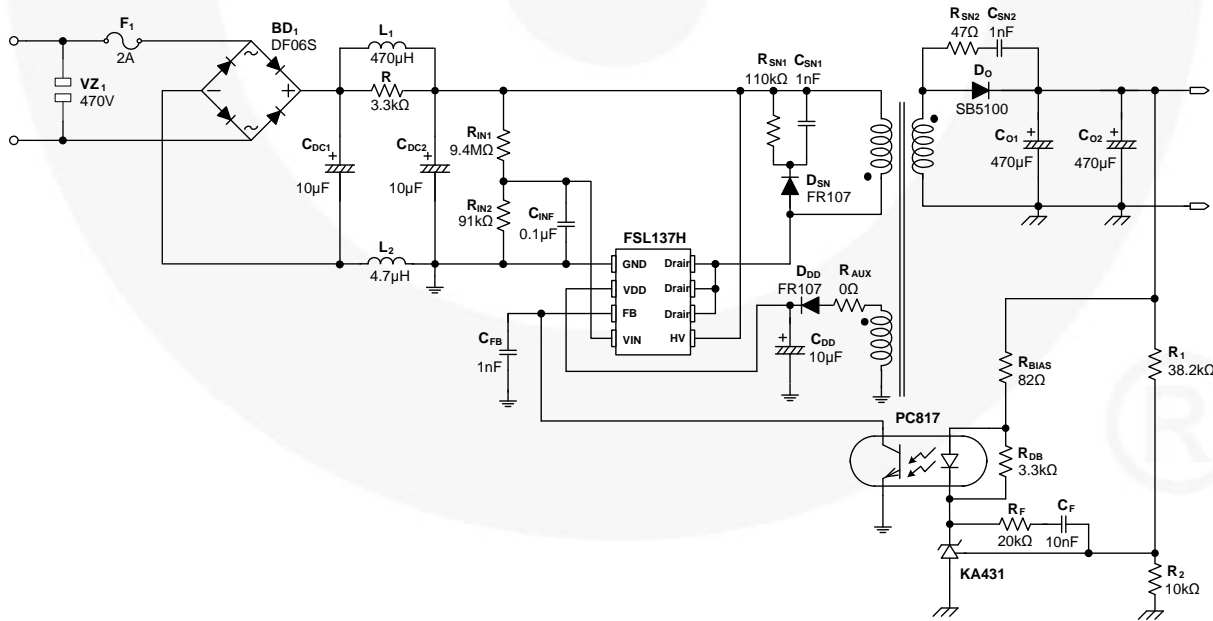 F1
2A
VZ1
470V
BD1
DF06S
L1
470µH
R
3.3kΩ
CDC1
10µF
CDC2
10µF
L2
4.7µH
RIN1
9.4MΩ
RIN2
91kΩ
CINF
0.1µF
RSN1
110kΩ
CSN1
1nF
DSN
FR107
RSN2
47Ω
CSN2
1nF
DO
SB5100
CO1
470µF
CO2
470µF
FSL137H
GND
VDD
FB
VIN
Drair
Drair
Drair
HV
DDD
FR107
RAUX
0Ω
CDD
10µF
CFB
1nF
PC817
RBIAS
82Ω
R1
38.2kΩ
RDB
3.3kΩ
RF
20kΩ
CF
10nF
KA431
R2
10kΩ
R